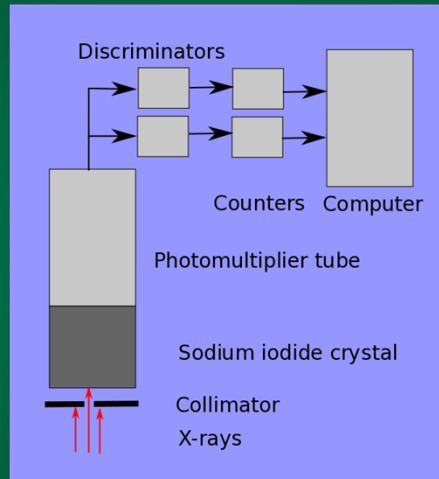 Discriminators
Counters
Computer
Photomultiplier tube
Sodium iodide crystal
Collimator
X-rays